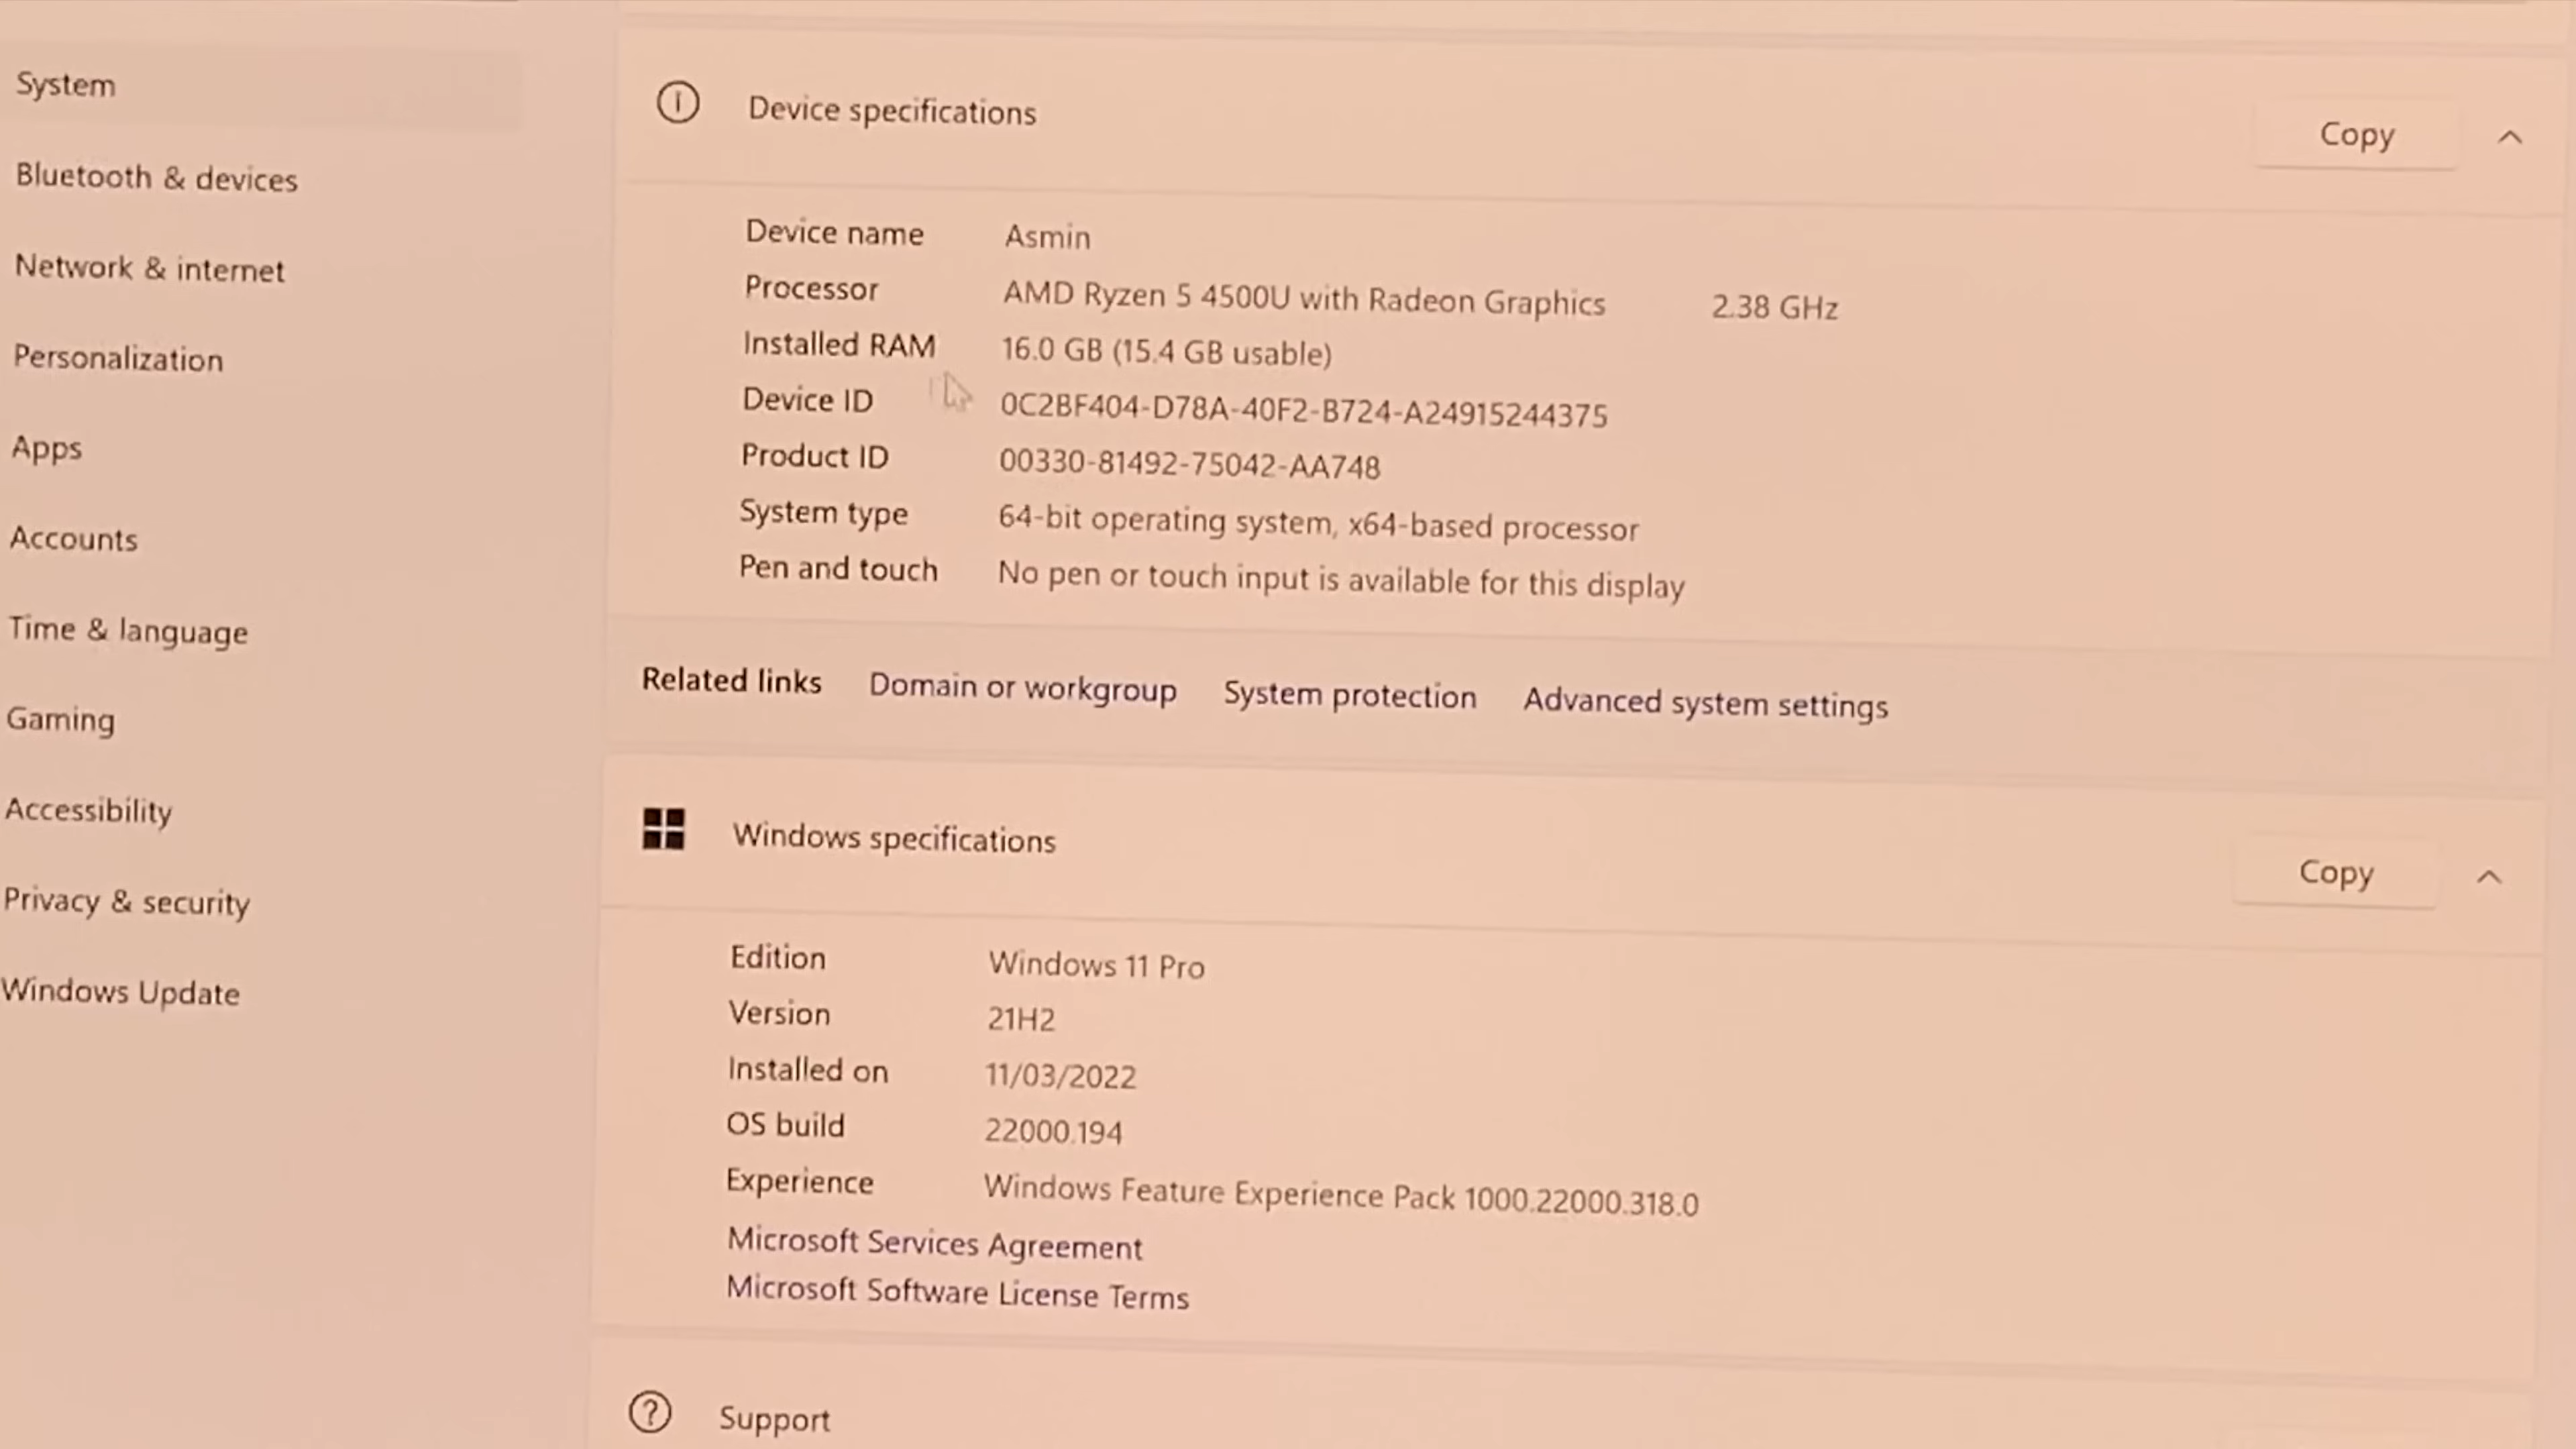 System
Bluetooth & devices
Network & internet
Personalization
Apps
Accounts
Time & language
Gaming
Accessibility
Privacy & security
Windows Update
Device specifications Copy
Device name Asmin
Processor AMD Ryzen 5 4500U with Radeon Graphics 2.38 GHz
Installed RAM 16.0 GB (15.4 GB usable)
Device ID 0C2BF404-D78A-40F2-B724-A24915244375
Product ID 00330-81492-75042-AA748
System type 64-bit operating system, x64-based processor
Pen and touch No pen or touch input is available for this display
Related links Domain or workgroup System protection Advanced system settings
Windows specifications Copy
Edition Windows 11 Pro
Version 21H2
Installed on 11/03/2022
OS build 22000.194
Experience Windows Feature Experience Pack 1000.22000.318.0
Microsoft Services Agreement
Microsoft Software License Terms
Support